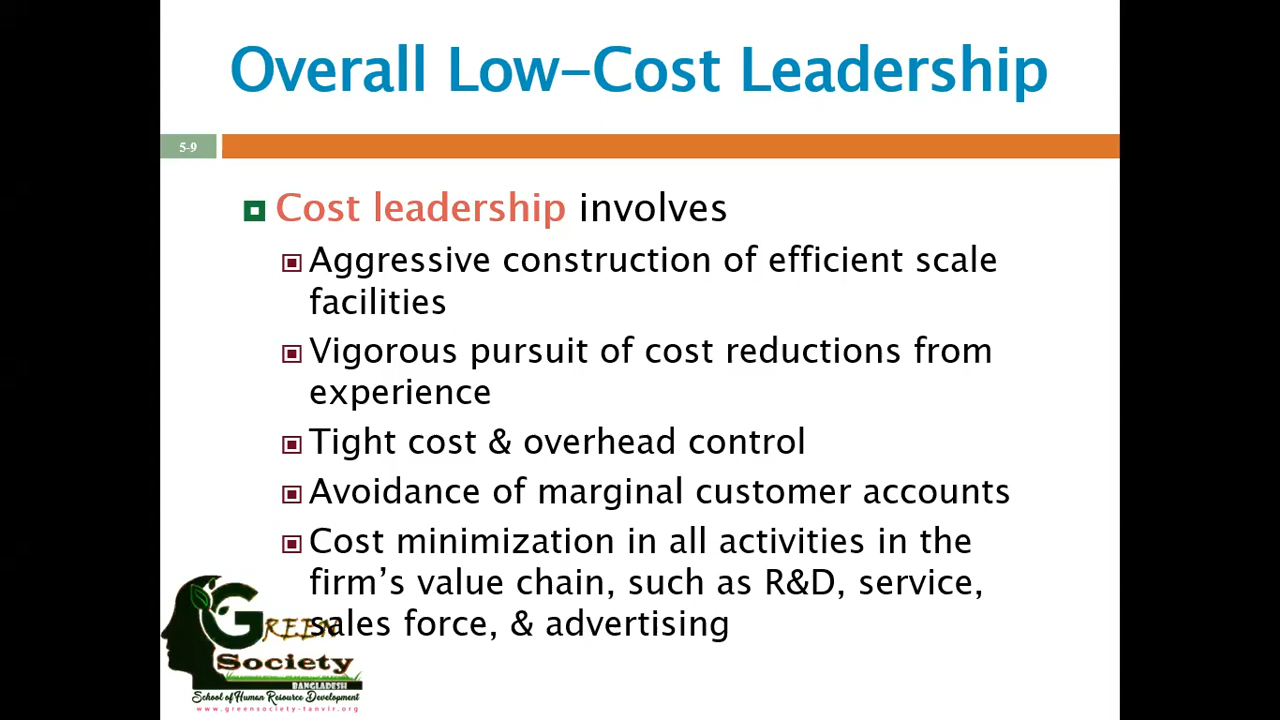 Overall Low-Cost Leadership
5-9
Cost leadership involves
Aggressive construction of efficient scale
facilities
Vigorous pursuit of cost reductions from
experience
Tight cost & overhead control
Avoidance of marginal customer accounts
Cost minimization in all activities in the
firm's value chain, such as R&D, service,
sales force, & advertising
GREEN
Society
BANGLADESH
School of Human Resource Development
www.greensociety-tanvir.org